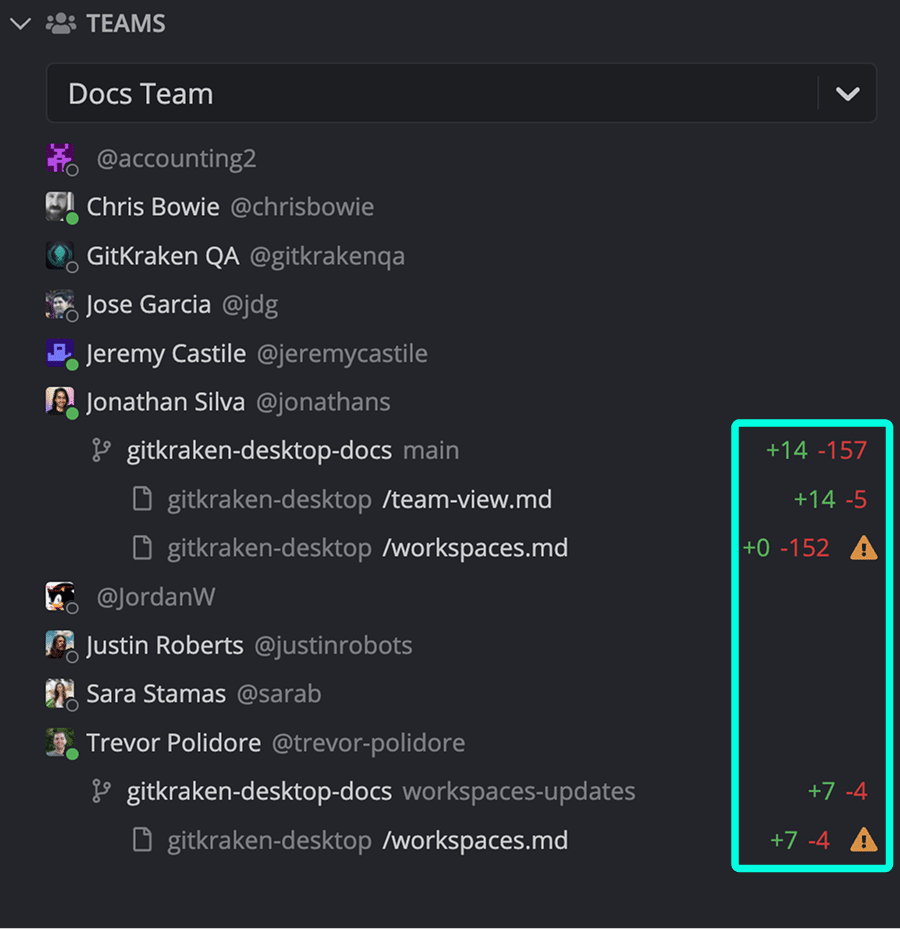 TEAMS
Docs Team
@accounting2
Chris Bowie @chrisbowie
GitKraken QA @gitkrakenqa
Jose Garcia @jdg
Jeremy Castile @jeremycastile
Jonathan Silva @jonathans
gitkraken-desktop-docs main +14 -157
gitkraken-desktop /team-view.md +14 -5
gitkraken-desktop /workspaces.md +0 -152
@JordanW
Justin Roberts @justinrobots
Sara Stamas @sarab
Trevor Polidore @trevor-polidore
gitkraken-desktop-docs workspaces-updates +7 -4
gitkraken-desktop /workspaces.md +7 -4